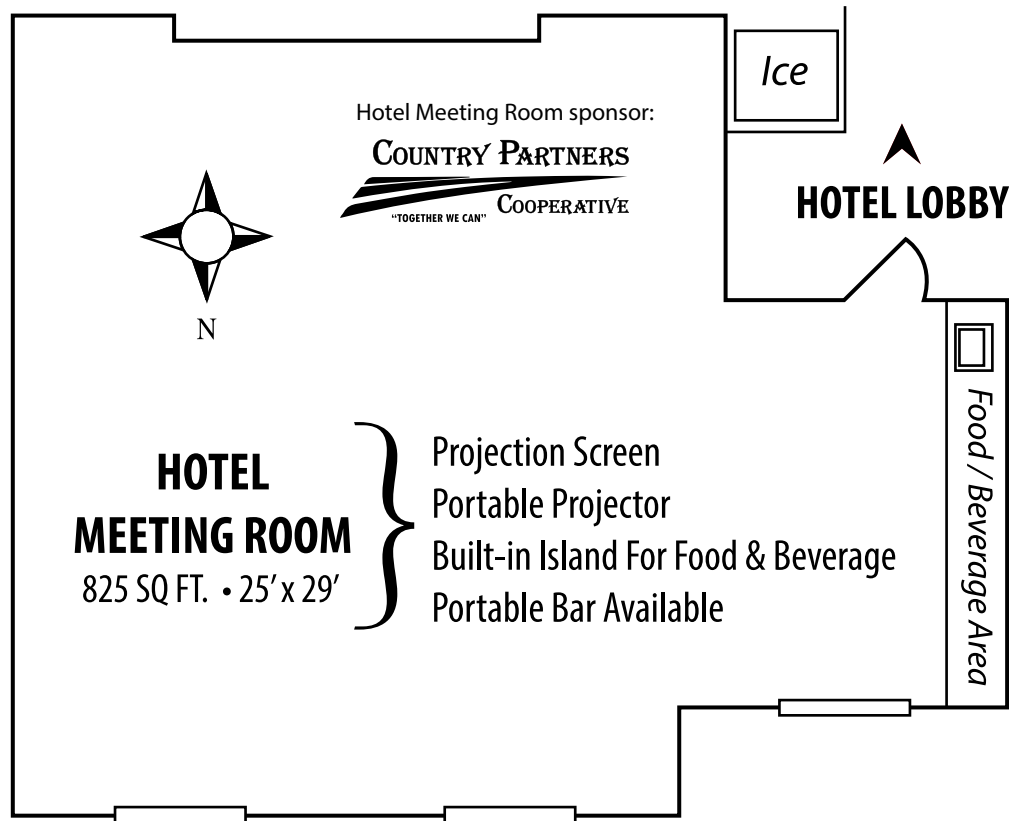 Ice
Hotel Meeting Room sponsor:
COUNTRY PARTNERS
COOPERATIVE
“TOGETHER WE CAN”
HOTEL LOBBY
N
HOTEL
MEETING ROOM
825 SQ FT. • 25’ x 29’
Projection Screen
Portable Projector
Built-in Island For Food & Beverage
Portable Bar Available
Food / Beverage Area